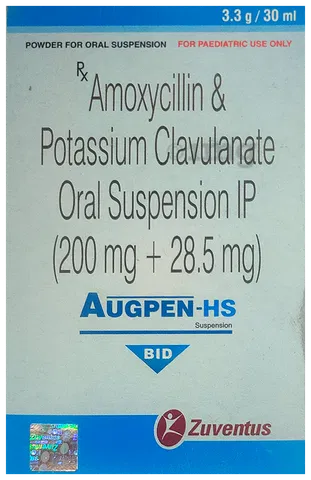 3.3 g / 30 ml
POWDER FOR ORAL SUSPENSION FOR PAEDIATRIC USE ONLY
Rx Amoxycillin &
Potassium Clavulanate
Oral Suspension IP
(200 mg + 28.5 mg)
AUGPEN-HS
Suspension
BID
Zuventus